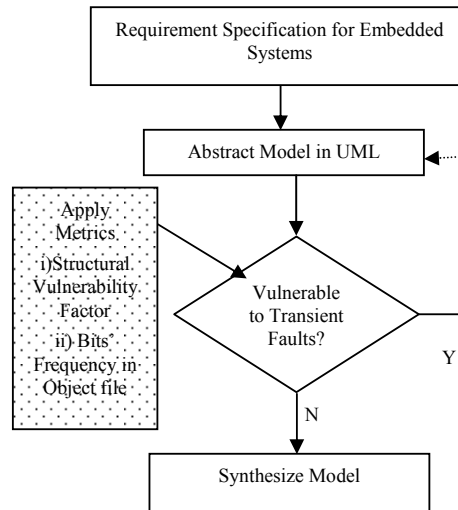 Requirement Specification for Embedded
Systems
Abstract Model in UML
Apply
Metrics
i)Structural
Vulnerability
Factor
ii) Bits'
Frequency in
Object file
Vulnerable
to Transient
Faults?
Y
N
Synthesize Model